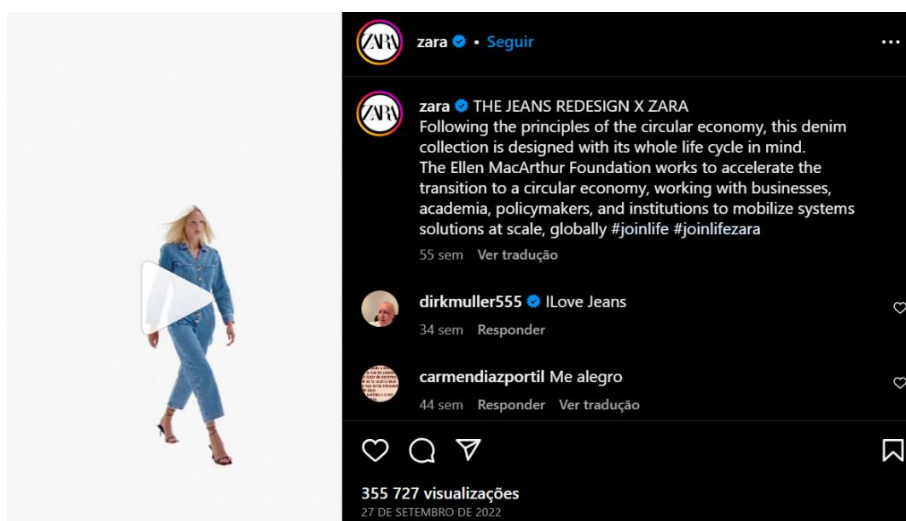 ZARA
zara • Seguir
ZARA
zara THE JEANS REDESIGN X ZARA
Following the principles of the circular economy, this denim
collection is designed with its whole life cycle in mind.
The Ellen MacArthur Foundation works to accelerate the
transition to a circular economy, working with businesses,
academia, policymakers, and institutions to mobilize systems
solutions at scale, globally #joinlife #joinlifezara
55 sem Ver tradução
dirkmuller555 ILove Jeans
34 sem Responder
carmendiazportil Me alegro
44 sem Responder Ver tradução
355 727 visualizações
27 DE SETEMBRO DE 2022